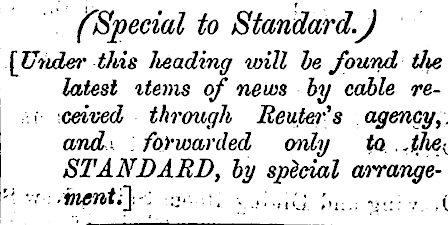 (Special to Standard.)
[Under this heading will be found the
latest items of news by cable re-
ceived through Reuter's agency,
and forwarded only to the
STANDARD, by special arrange-
ment.]